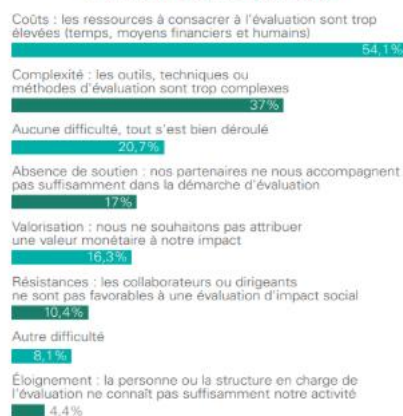 Coûts : les ressources à consacrer à l'évaluation sont trop
élevées (temps, moyens financiers et humains)
54,1%
Complexité : les outils, techniques ou
méthodes d'évaluation sont trop complexes
37%
Aucune difficulté, tout s'est bien déroulé
20,7%
Absence de soutien : nos partenaires ne nous accompagnent
pas suffisamment dans la démarche d'évaluation
17%
Valorisation : nous ne souhaitons pas attribuer
une valeur monétaire à notre impact
16,3%
Résistances : les collaborateurs ou dirigeants
ne sont pas favorables à une évaluation d'impact social
10,4%
Autre difficulté
8,1%
Éloignement : la personne ou la structure en charge de
l'évaluation ne connaît pas suffisamment notre activité
4,4%